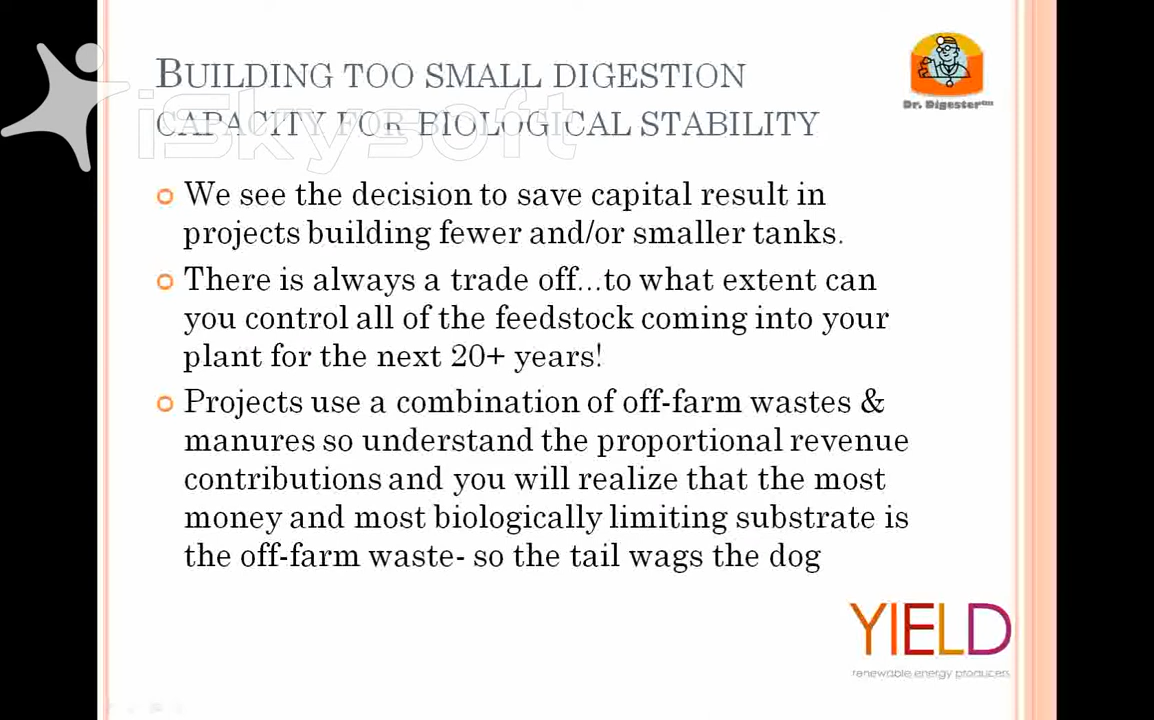 BUILDING TOO SMALL DIGESTION
CAPACITY FOR BIOLOGICAL STABILITY
iSkysoft
Dr. Digester™
We see the decision to save capital result in
projects building fewer and/or smaller tanks.
There is always a trade off...to what extent can
you control all of the feedstock coming into your
plant for the next 20+ years!
Projects use a combination of off-farm wastes &
manures so understand the proportional revenue
contributions and you will realize that the most
money and most biologically limiting substrate is
the off-farm waste- so the tail wags the dog
YIELD
renewable energy producers